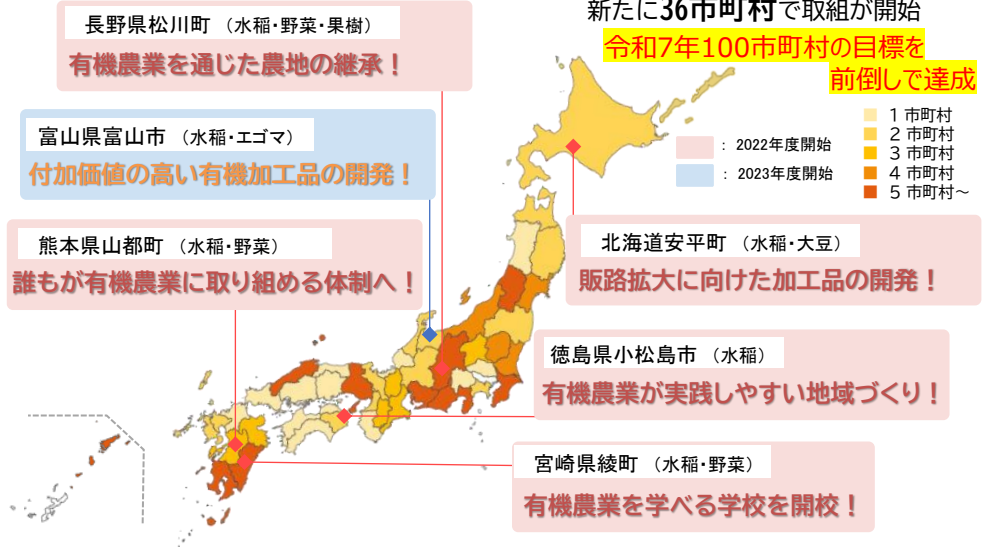 新たに36市町村で取組が開始
令和7年100市町村の目標を
前倒しで達成
長野県松川町 （水稲・野菜・果樹）
有機農業を通じた農地の継承！
富山県富山市 （水稲・エゴマ）
付加価値の高い有機加工品の開発！
熊本県山都町 （水稲・野菜）
誰もが有機農業に取り組める体制へ！
：2022年度開始
：2023年度開始
1 市町村
2 市町村
3 市町村
4 市町村
5 市町村～
北海道安平町 （水稲・大豆）
販路拡大に向けた加工品の開発！
徳島県小松島市 （水稲）
有機農業が実践しやすい地域づくり！
宮崎県綾町 （水稲・野菜）
有機農業を学べる学校を開校！